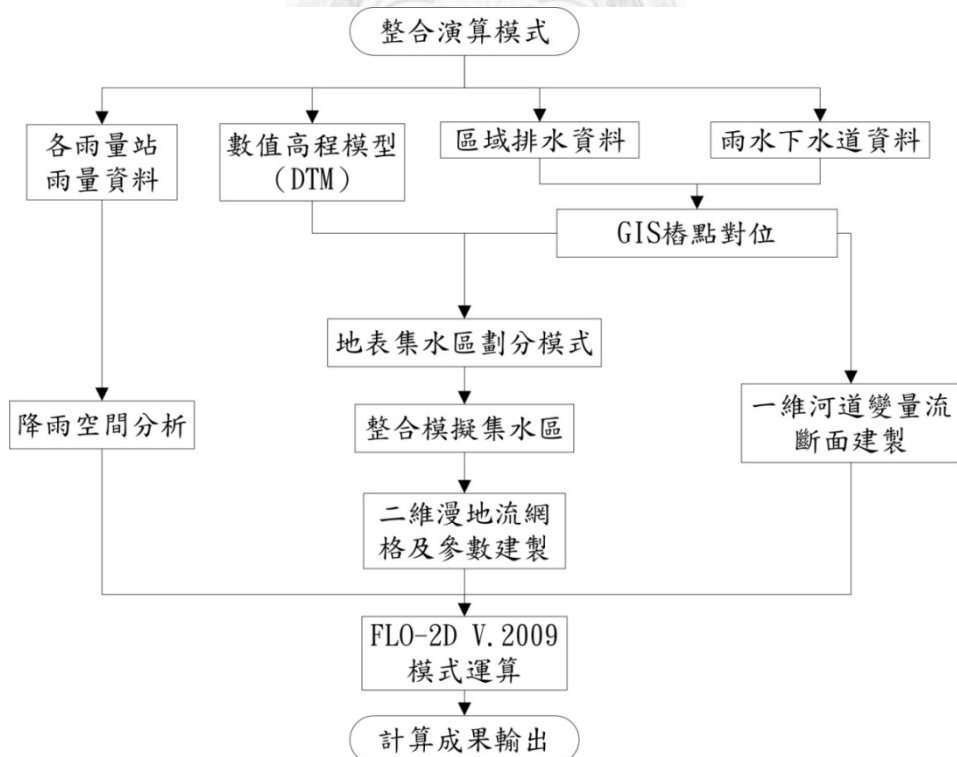 整合演算模式
各雨量站
雨量資料
數值高程模型
(DTM)
區域排水資料
雨水下水道資料
GIS樁點對位
地表集水區劃分模式
降雨空間分析
整合模擬集水區
一維河道變量流
斷面建製
二維漫地流網
格及參數建製
FLO-2D V.2009
模式運算
計算成果輸出